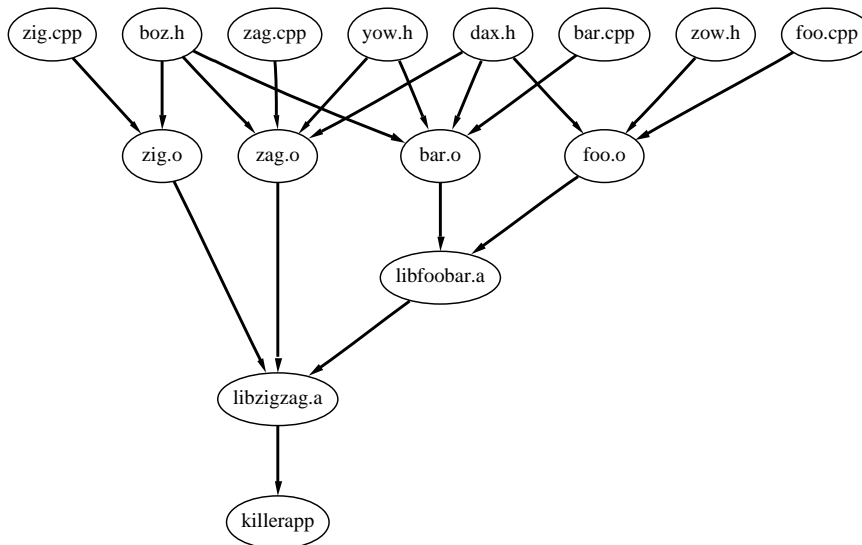 zig.cpp
boz.h
zag.cpp
yow.h
dax.h
bar.cpp
zow.h
foo.cpp
zig.o
zag.o
bar.o
foo.o
libfoobar.a
libzigzag.a
killerapp